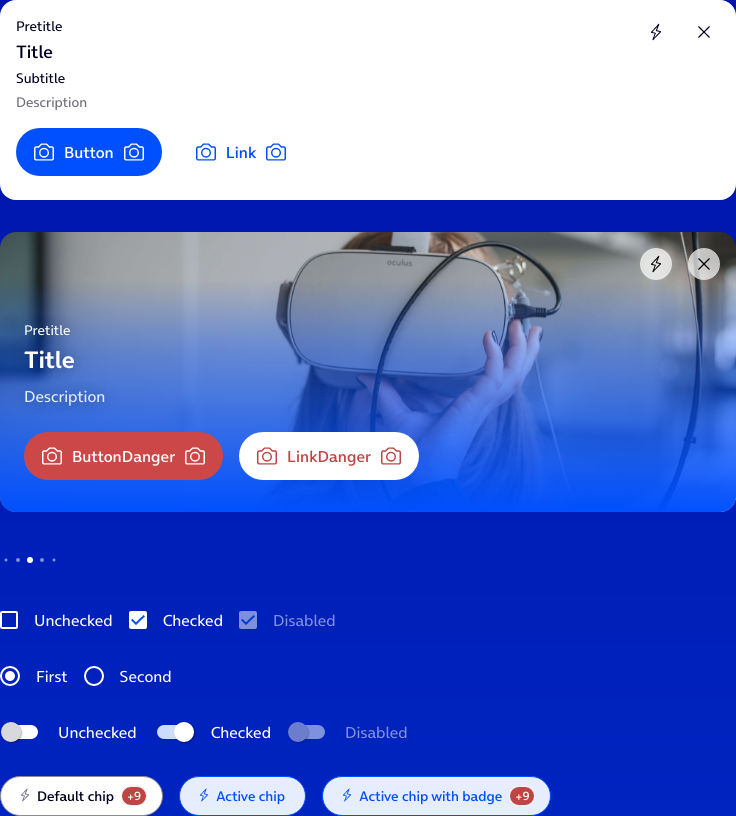 Pretitle
Title
Subtitle
Description
Button Link
oculus
Pretitle
Title
Description
ButtonDanger LinkDanger
Unchecked Checked Disabled
First Second
Unchecked Checked Disabled
Default chip +9 Active chip Active chip with badge +9